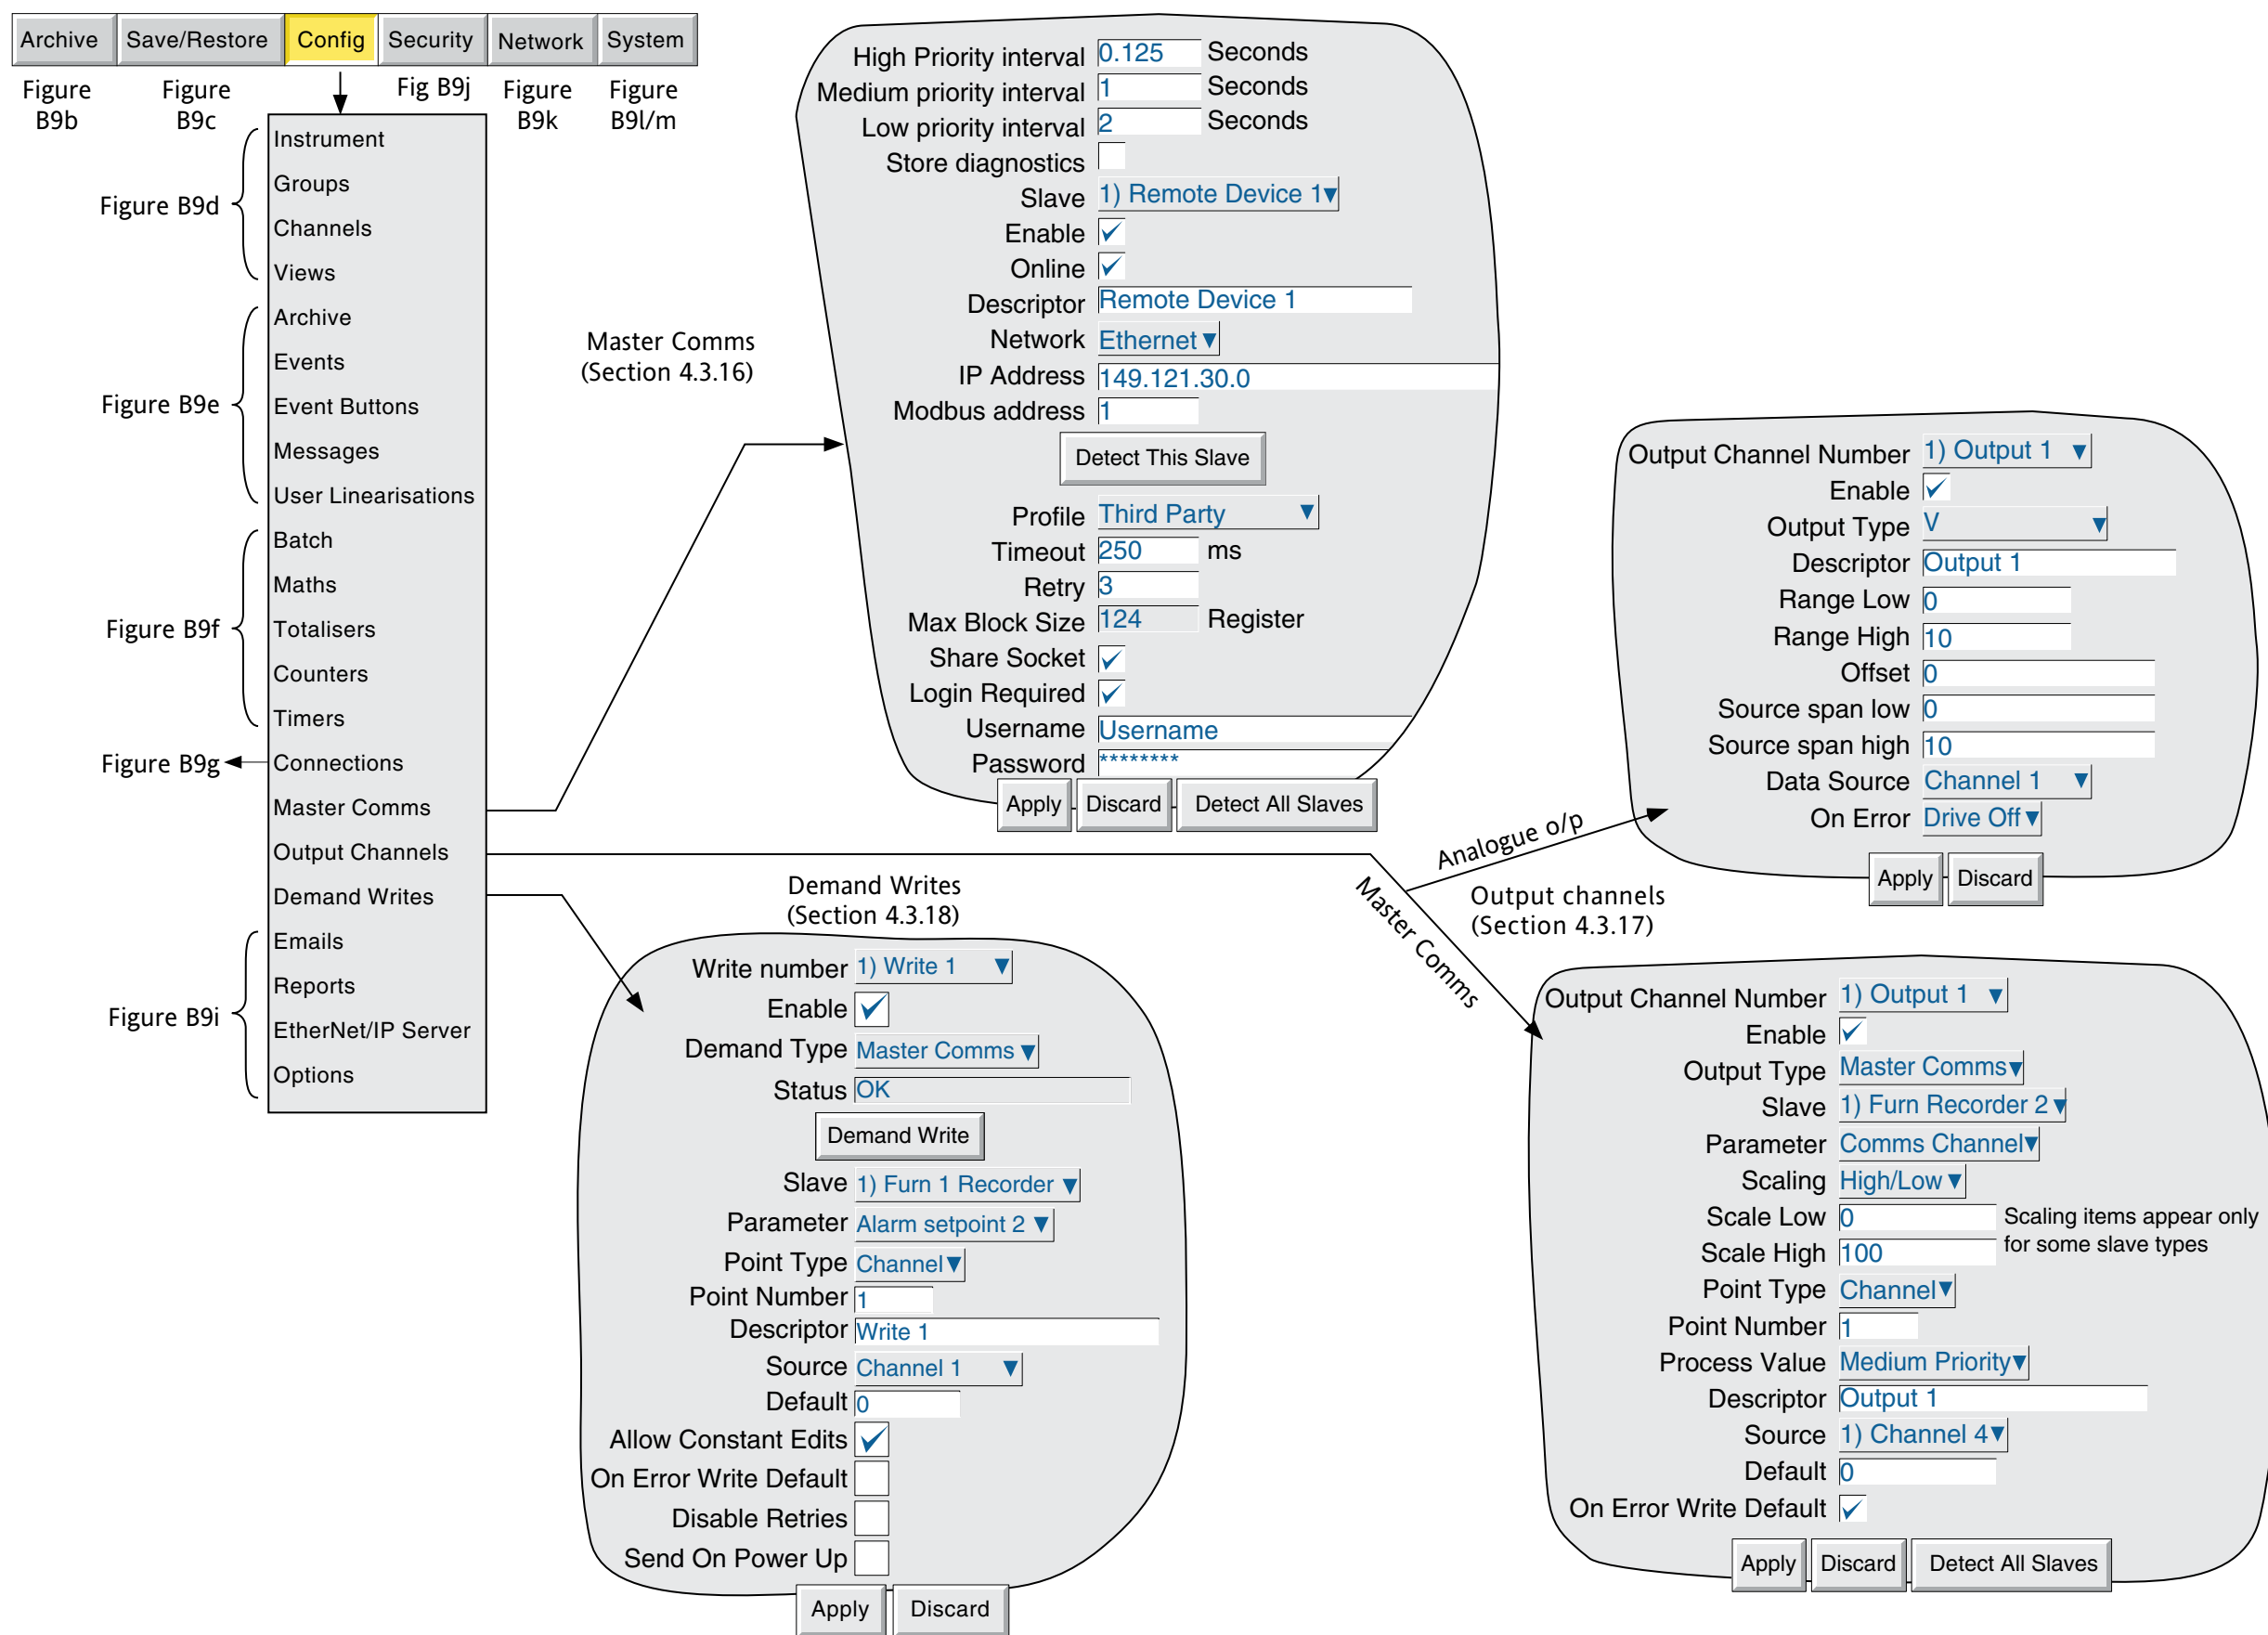 Archive Save/Restore Config Security Network System
Figure B9b
Figure B9c
Fig B9j
Figure B9k
Figure B9l/m
Figure B9d
Instrument
Groups
Channels
Views
Figure B9e
Archive
Events
Event Buttons
Messages
User Linearisations
Figure B9f
Batch
Maths
Totalisers
Counters
Timers
Figure B9g
Connections
Master Comms
Output Channels
Demand Writes
Figure B9i
Emails
Reports
EtherNet/IP Server
Options
Master Comms
(Section 4.3.16)
High Priority interval 0.125 Seconds
Medium priority interval 1 Seconds
Low priority interval 2 Seconds
Store diagnostics
Slave 1) Remote Device 1
Enable
Online
Descriptor Remote Device 1
Network Ethernet
IP Address 149.121.30.0
Modbus address 1
Detect This Slave
Profile Third Party
Timeout 250 ms
Retry 3
Max Block Size 124 Register
Share Socket
Login Required
Username Username
Password ********
Apply Discard Detect All Slaves
Analogue o/p
Master Comms
Output channels
(Section 4.3.17)
Output Channel Number 1) Output 1
Enable
Output Type V
Descriptor Output 1
Range Low 0
Range High 10
Offset 0
Source span low 0
Source span high 10
Data Source Channel 1
On Error Drive Off
Apply Discard
Demand Writes
(Section 4.3.18)
Write number 1) Write 1
Enable
Demand Type Master Comms
Status OK
Demand Write
Slave 1) Furn 1 Recorder
Parameter Alarm setpoint 2
Point Type Channel
Point Number 1
Descriptor Write 1
Source Channel 1
Default 0
Allow Constant Edits
On Error Write Default
Disable Retries
Send On Power Up
Apply Discard
Output Channel Number 1) Output 1
Enable
Output Type Master Comms
Slave 1) Furn Recorder 2
Parameter Comms Channel
Scaling High/Low
Scale Low 0
Scale High 100
Scaling items appear only
for some slave types
Point Type Channel
Point Number 1
Process Value Medium Priority
Descriptor Output 1
Source 1) Channel 4
Default 0
On Error Write Default
Apply Discard Detect All Slaves